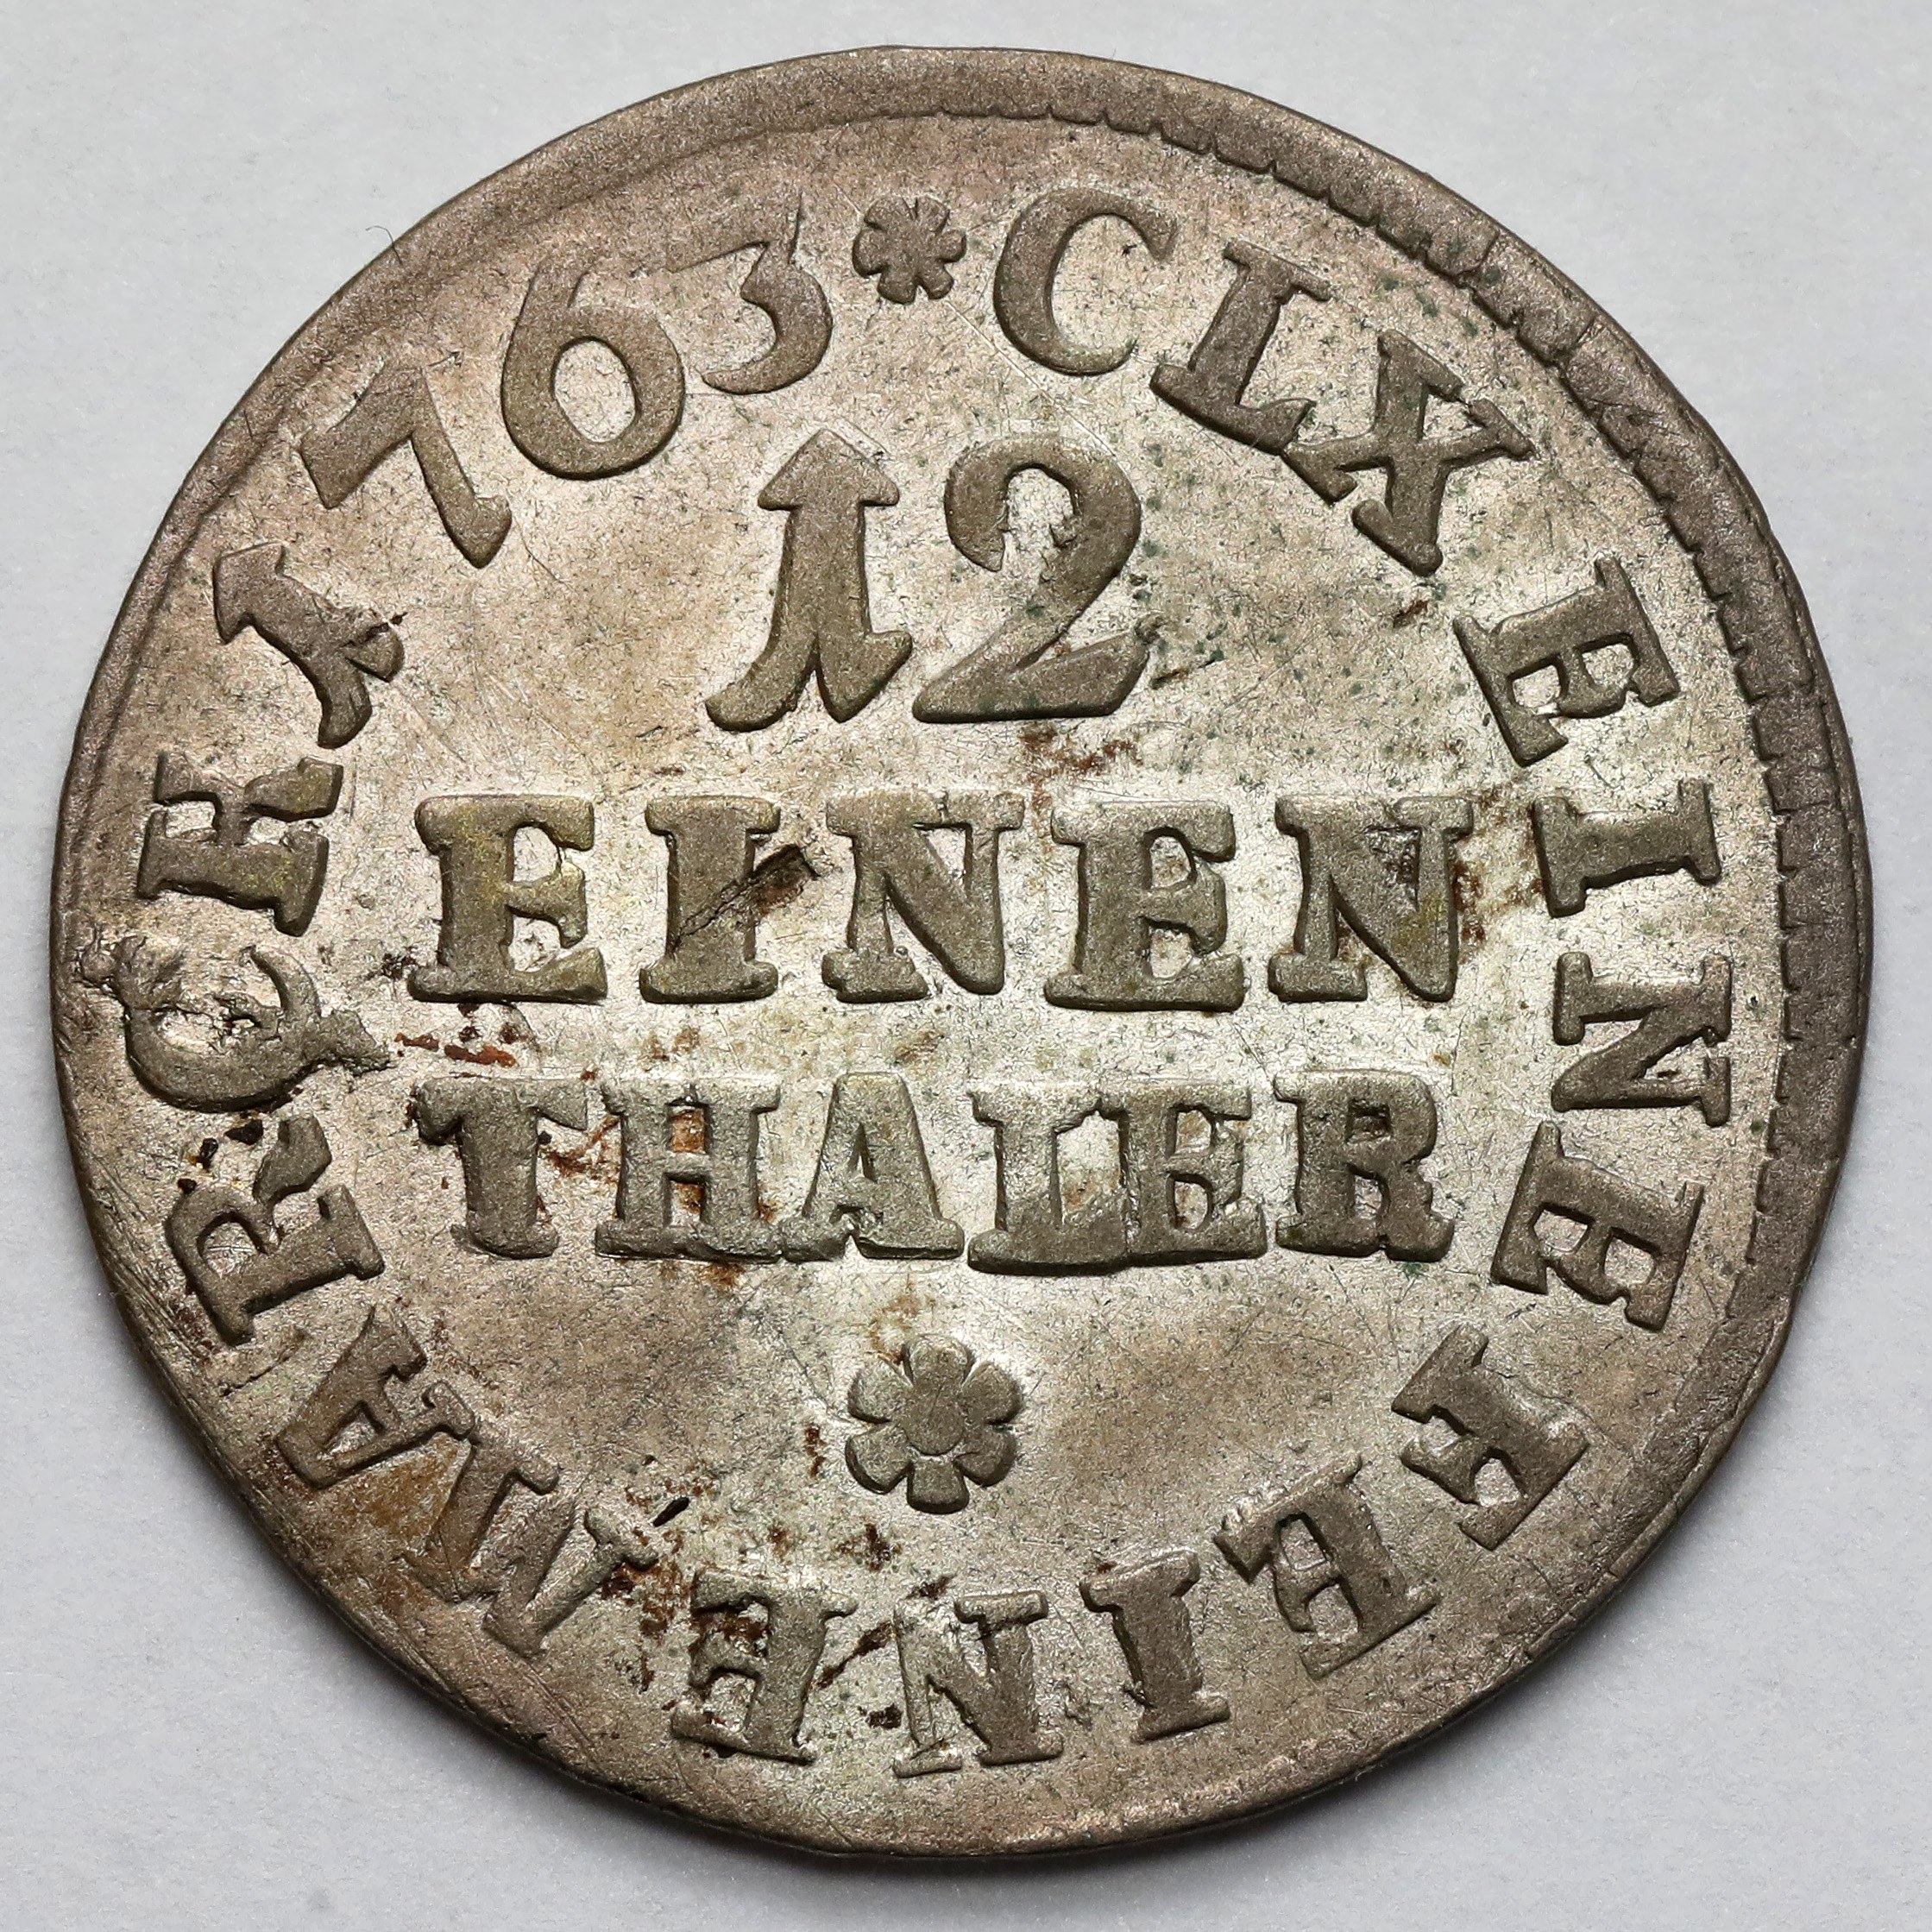 CLX EINE FEINE MARCK 1763
12
EINEN
THALER